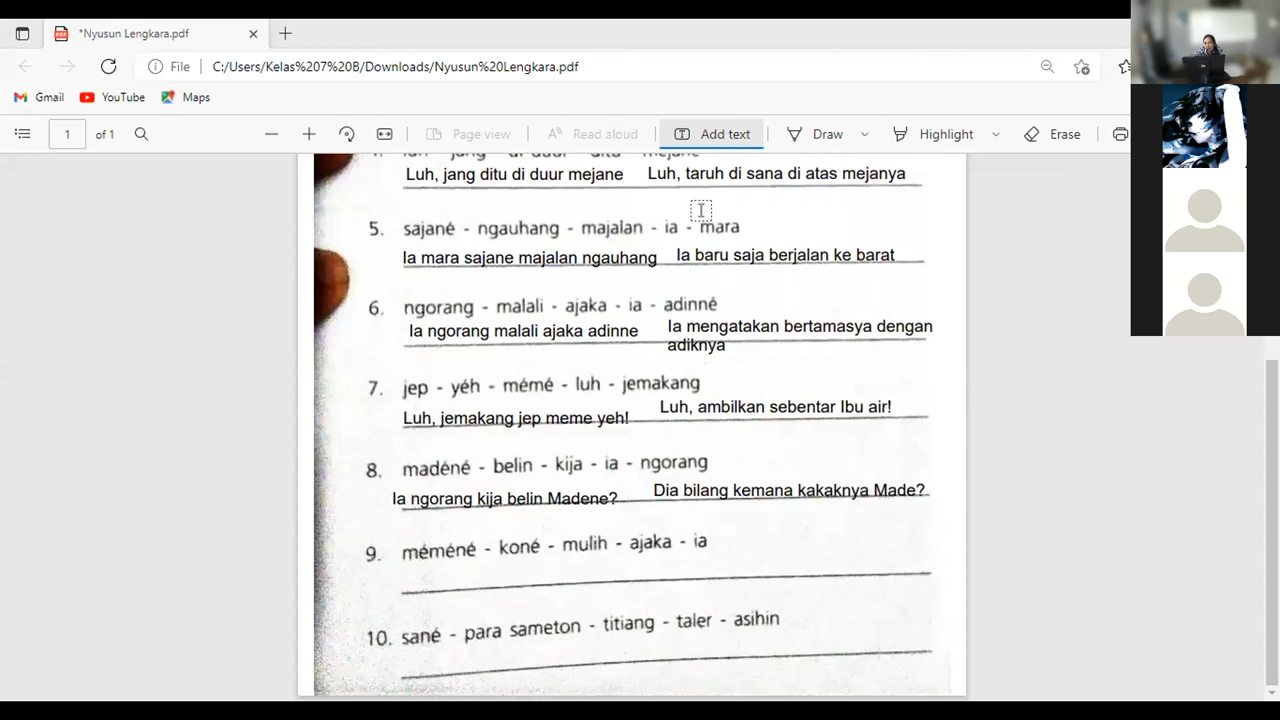 *Nyusun Lengkara.pdf
File C:/Users/Kelas%207%20B/Downloads/Nyusun%20Lengkara.pdf
Gmail YouTube Maps
1 of 1 Page view Read aloud Add text Draw Highlight Erase
Luh, jang ditu di duur mejane Luh, taruh di sana di atas mejanya
5. sajané - ngauhang - majalan - ia - mara
Ia mara sajane majalan ngauhang Ia baru saja berjalan ke barat
6. ngorang - malali - ajaka - ia - adinné
Ia ngorang malali ajaka adinne Ia mengatakan bertamasya dengan
adiknya
7. jep - yéh - mémé - luh - jemakang
Luh, jemakang jep meme yeh! Luh, ambilkan sebentar Ibu air!
8. madéné - belin - kija - ia - ngorang
Ia ngorang kija belin Madene? Dia bilang kemana kakaknya Made?
9. méméné - koné - mulih - ajaka - ia
10. sané - para sameton - titiang - taler - asihin